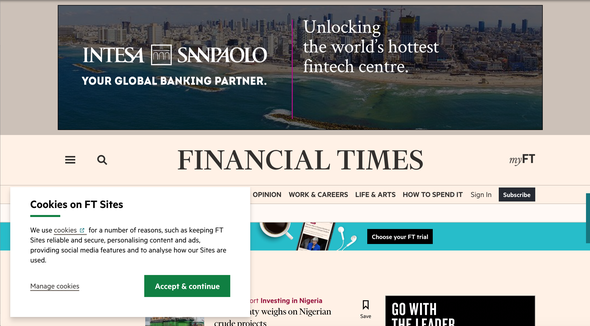 INTESA SANPAOLO
YOUR GLOBAL BANKING PARTNER.
Unlocking
the world's hottest
fintech centre.
FINANCIAL TIMES
myFT
OPINION WORK & CAREERS LIFE & ARTS HOW TO SPEND IT Sign In Subscribe
Cookies on FT Sites
We use cookies for a number of reasons, such as keeping FT
Sites reliable and secure, personalising content and ads,
providing social media features and to analyse how our Sites are
used.
Manage cookies
Accept & continue
Choose your FT trial
Investing in Nigeria
weighs on Nigerian
crude projects
Save
GO WITH
THE LEADER